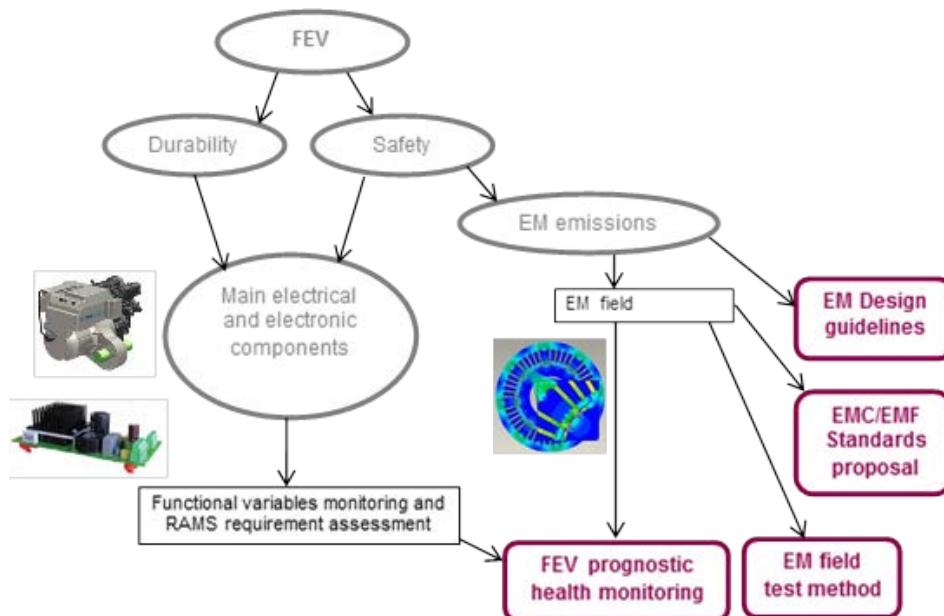 FEV
Durability
Safety
EM emissions
Main electrical
and electronic
components
EM field
EM Design
guidelines
EMC/EMF
Standards
proposal
Functional variables monitoring and
RAMS requirement assessment
FEV prognostic
health monitoring
EM field
test method